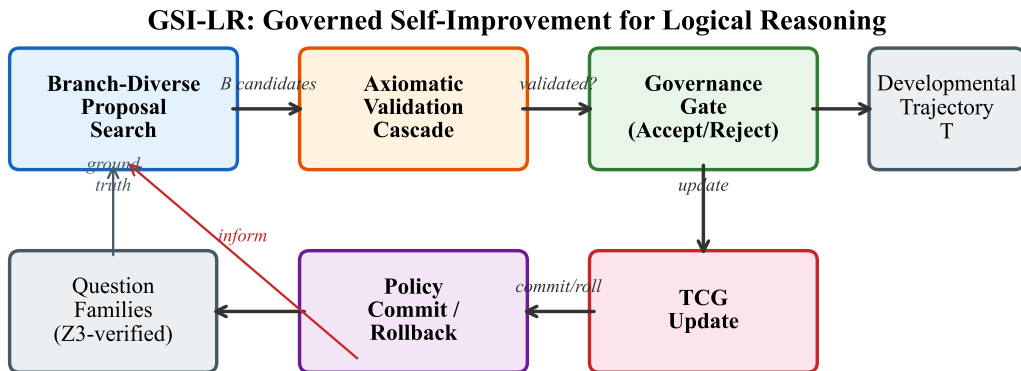 GSI-LR: Governed Self-Improvement for Logical Reasoning
Branch-Diverse
Proposal
Search
B candidates
Axiomatic
Validation
Cascade
validated?
Governance
Gate
(Accept/Reject)
Developmental
Trajectory
T
ground
truth
update
inform
Question
Families
(Z3-verified)
Policy
Commit /
Rollback
commit/roll
TCG
Update